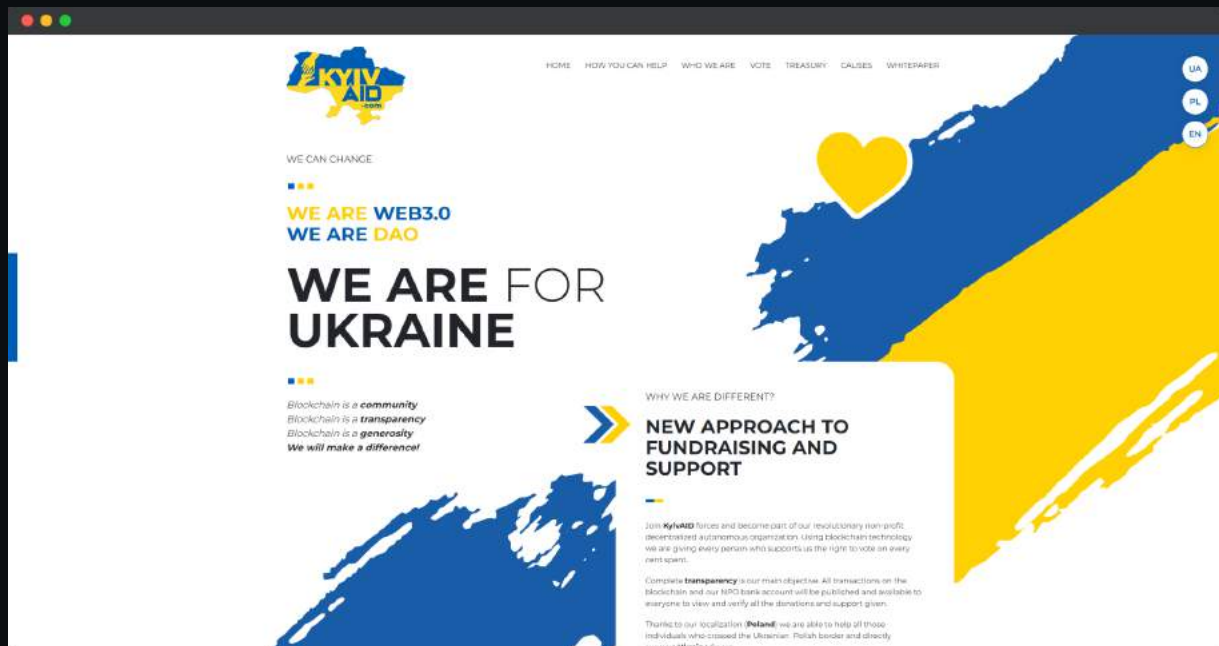 KYIV
AID
.com
HOME HOW YOU CAN HELP WHO WE ARE VOTE TREASURY CAUSES WHITEPAPER
UA
PL
EN
WE CAN CHANGE
WE ARE WEB3.0
WE ARE DAO
WE ARE FOR
UKRAINE
Blockchain is a community
Blockchain is a transparency
Blockchain is a generosity
We will make a difference!
WHY WE ARE DIFFERENT?
NEW APPROACH TO
FUNDRAISING AND
SUPPORT
Join KyivAID forces and become part of our revolutionary non-profit
decentralized autonomous organization. Using blockchain technology
we are giving every person who supports us the right to vote on every
cent spent.
Complete transparency is our main objective. All transactions on the
blockchain and our NPO bank account will be published and available to
everyone to view and verify all the donations and support given.
Thanks to our localization (Poland) we are able to help all those
individuals who crossed the Ukrainian Polish border and directly